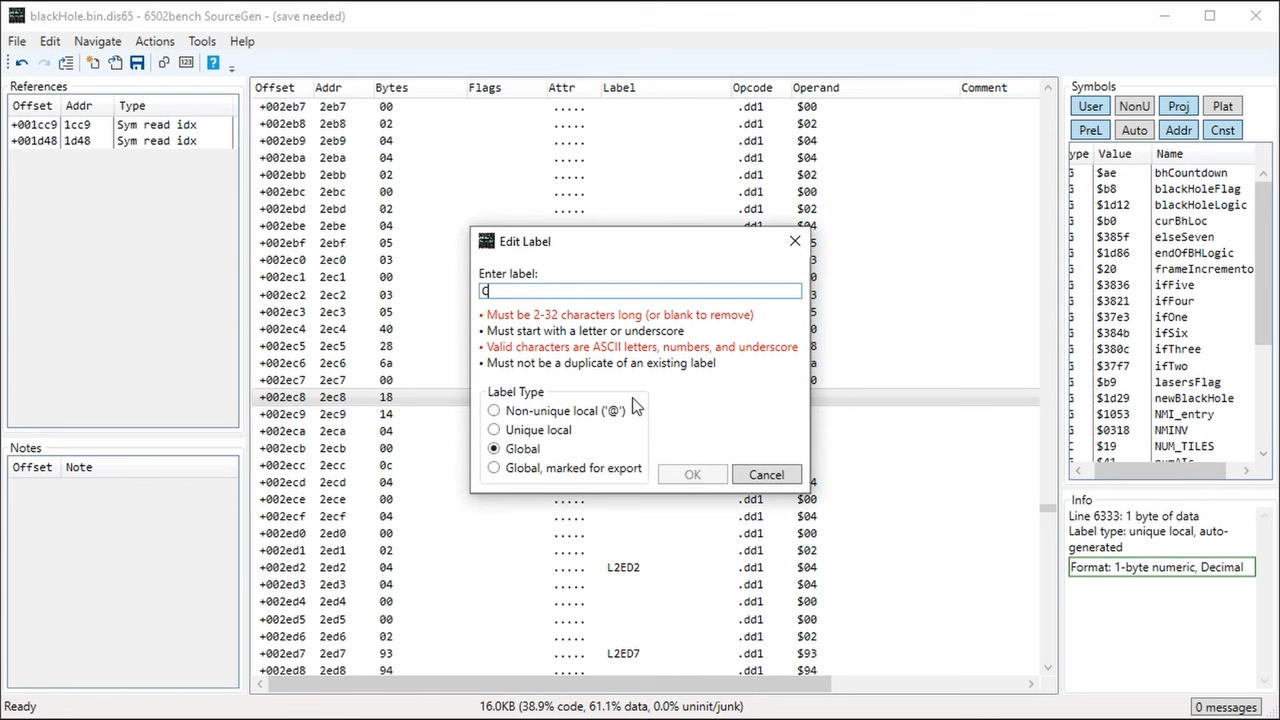 blackHole.bin.dis65 - 6502bench SourceGen - (save needed)
File Edit Navigate Actions Tools Help
References
Offset Addr Type
+001cc9 1cc9 Sym read idx
+001d48 1d48 Sym read idx
Notes
Offset Note
Offset Addr Bytes Flags Attr Label Opcode Operand Comment
+002eb7 2eb7 00 ..... .dd1 $00
+002eb8 2eb8 02 ..... .dd1 $02
+002eb9 2eb9 04 ..... .dd1 $04
+002eba 2eba 04 ..... .dd1 $04
+002ebb 2ebb 02 ..... .dd1 $02
+002ebc 2ebc 00 ..... .dd1 $00
+002ebd 2ebd 02 ..... .dd1 $02
+002ebe 2ebe 04 ..... .dd1 $04
+002ebf 2ebf 05
+002ec0 2ec0 03
+002ec1 2ec1 00
+002ec2 2ec2 03
+002ec3 2ec3 05
+002ec4 2ec4 40
+002ec5 2ec5 28
+002ec6 2ec6 6a
+002ec7 2ec7 00
+002ec8 2ec8 18
+002ec9 2ec9 14
+002ecb 2ecb 00
+002ecc 2ecc 0c
+002ecd 2ecd 04
+002ece 2ece 00 ..... .dd1 $00
+002ecf 2ecf 04 ..... .dd1 $04
+002ed0 2ed0 00 ..... .dd1 $00
+002ed1 2ed1 02 ..... .dd1 $02
+002ed2 2ed2 04 ..... L2ED2 .dd1 $04
+002ed3 2ed3 04 ..... .dd1 $04
+002ed4 2ed4 00 ..... .dd1 $00
+002ed5 2ed5 00 ..... .dd1 $00
+002ed6 2ed6 02 ..... .dd1 $02
+002ed7 2ed7 93 ..... L2ED7 .dd1 $93
+002ed8 2ed8 94 ..... .dd1 $94
Edit Label
Enter label:
C
• Must be 2-32 characters long (or blank to remove)
• Must start with a letter or underscore
• Valid characters are ASCII letters, numbers, and underscore
• Must not be a duplicate of an existing label
Label Type
Non-unique local ('@')
Unique local
Global
Global, marked for export
OK Cancel
Symbols
User NonU Proj Plat
PreL Auto Addr Cnst
ype Value Name
G $ae bhCountdown
G $b8 blackHoleFlag
G $1d12 blackHoleLogic
G $b0 curBhLoc
G $385f elseSeven
G $1d86 endOfBHLogic
G $20 frameIncremento
G $3836 ifFive
G $3821 ifFour
G $37e3 ifOne
G $384b ifSix
G $380c ifThree
G $37f7 ifTwo
G $b9 lasersFlag
G $1d29 newBlackHole
G $1053 NMI_entry
G $0318 NMINV
C $19 NUM_TILES
G $41 numAIs
Info
Line 6333: 1 byte of data
Label type: unique local, auto-
generated
Format: 1-byte numeric, Decimal
Ready
16.0KB (38.9% code, 61.1% data, 0.0% uninit/junk)
0 messages